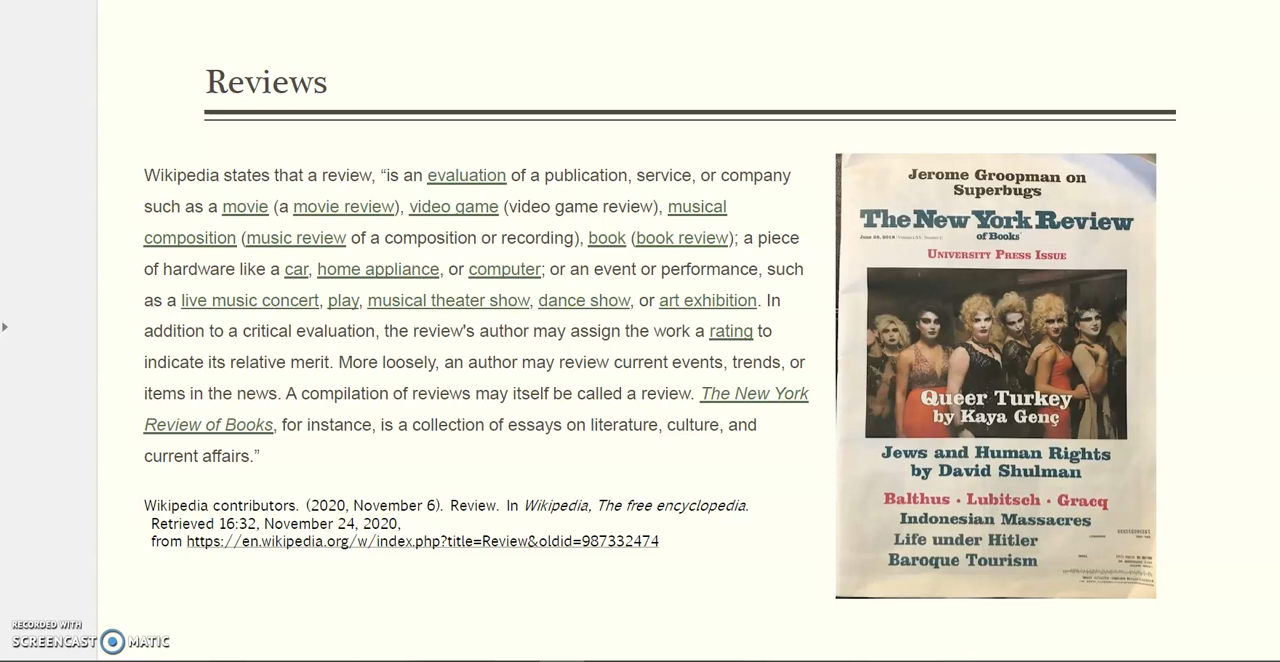 Reviews
Wikipedia states that a review, “is an evaluation of a publication, service, or company
such as a movie (a movie review), video game (video game review), musical
composition (music review of a composition or recording), book (book review); a piece
of hardware like a car, home appliance, or computer; or an event or performance, such
as a live music concert, play, musical theater show, dance show, or art exhibition. In
addition to a critical evaluation, the review's author may assign the work a rating to
indicate its relative merit. More loosely, an author may review current events, trends, or
items in the news. A compilation of reviews may itself be called a review. The New York
Review of Books, for instance, is a collection of essays on literature, culture, and
current affairs.”
Wikipedia contributors. (2020, November 6). Review. In Wikipedia, The free encyclopedia.
Retrieved 16:32, November 24, 2020,
from https://en.wikipedia.org/w/index.php?title=Review&oldid=987332474
Jerome Groopman on
Superbugs
The New York Review
of Books
University Press Issue
Queer Turkey
by Kaya Genç
Jews and Human Rights
by David Shulman
Balthus · Lubitsch · Gracq
Indonesian Massacres
Life under Hitler
Baroque Tourism
RECORDED WITH
SCREENCAST MATIC